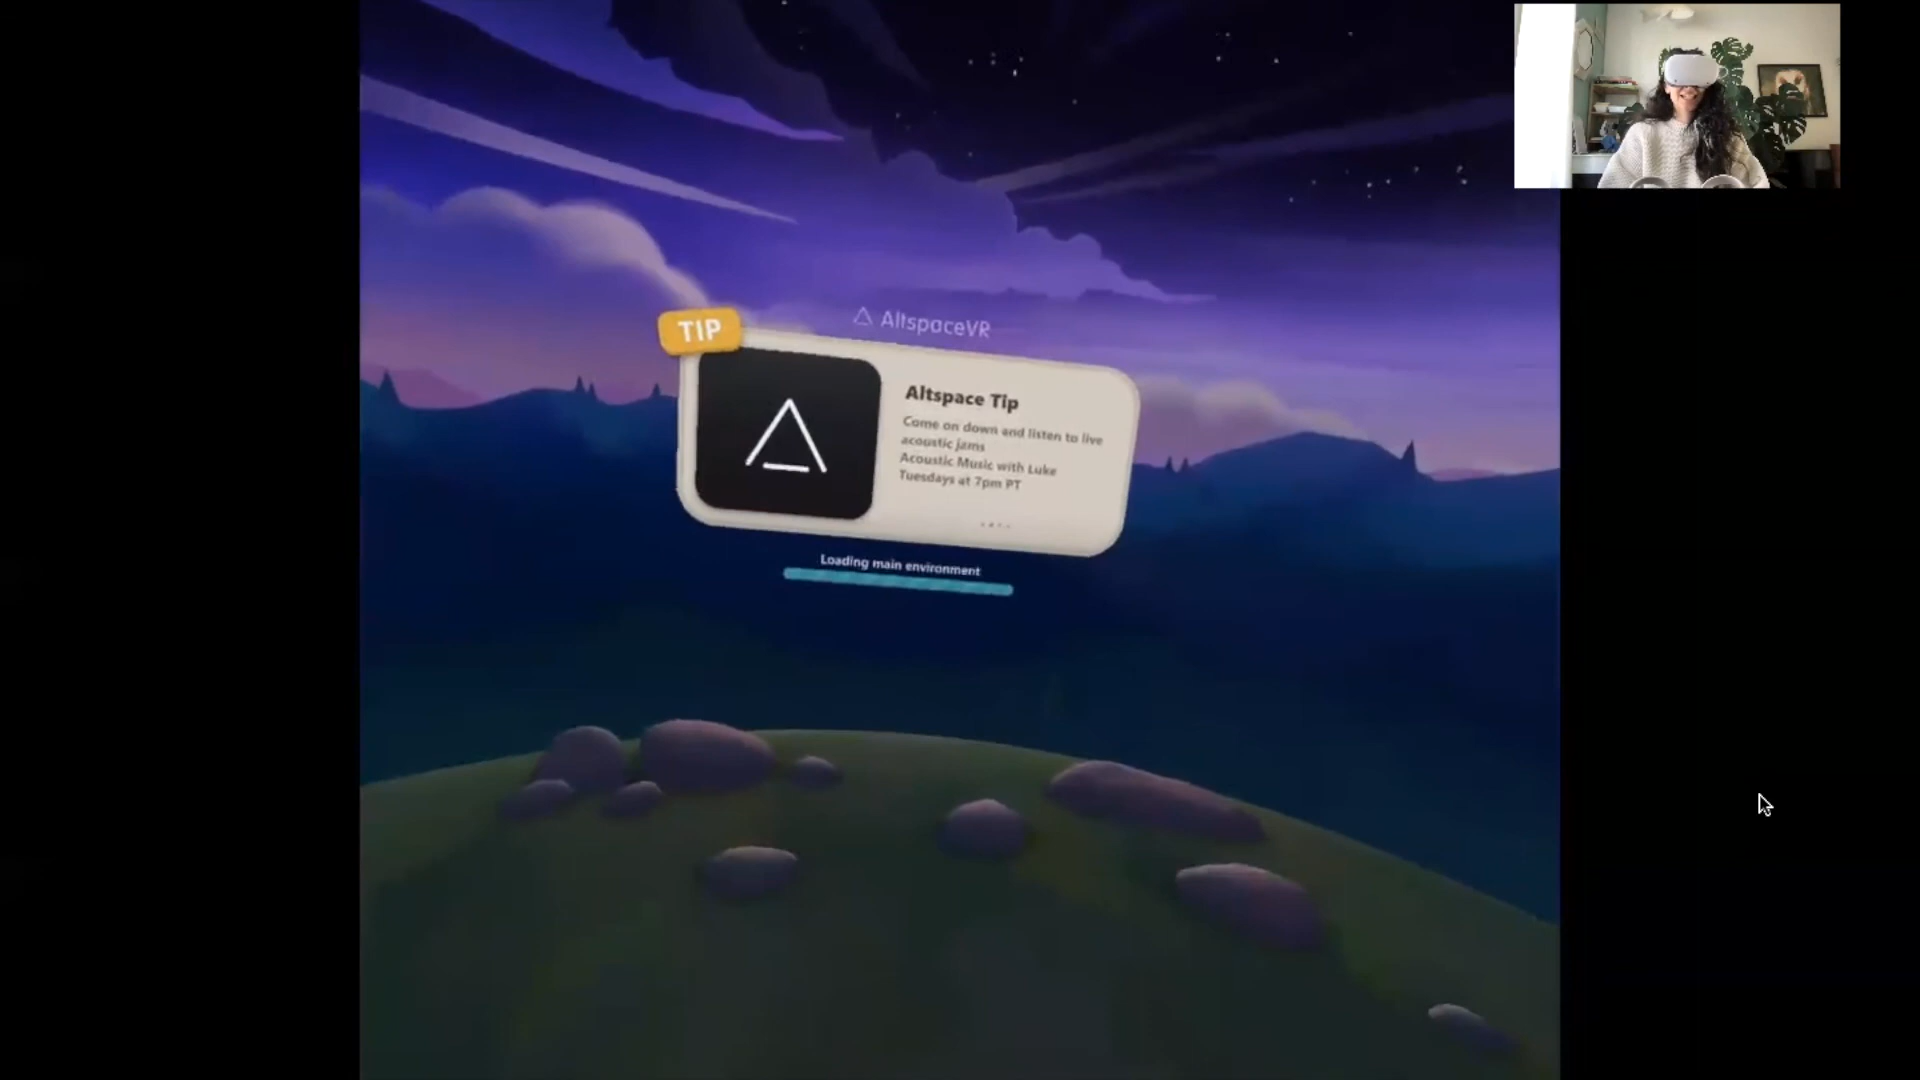 AltspaceVR
TIP
Altspace Tip
Come on down and listen to live
acoustic jams
Acoustic Music with Luke
Tuesdays at 7pm PT
Loading main environment